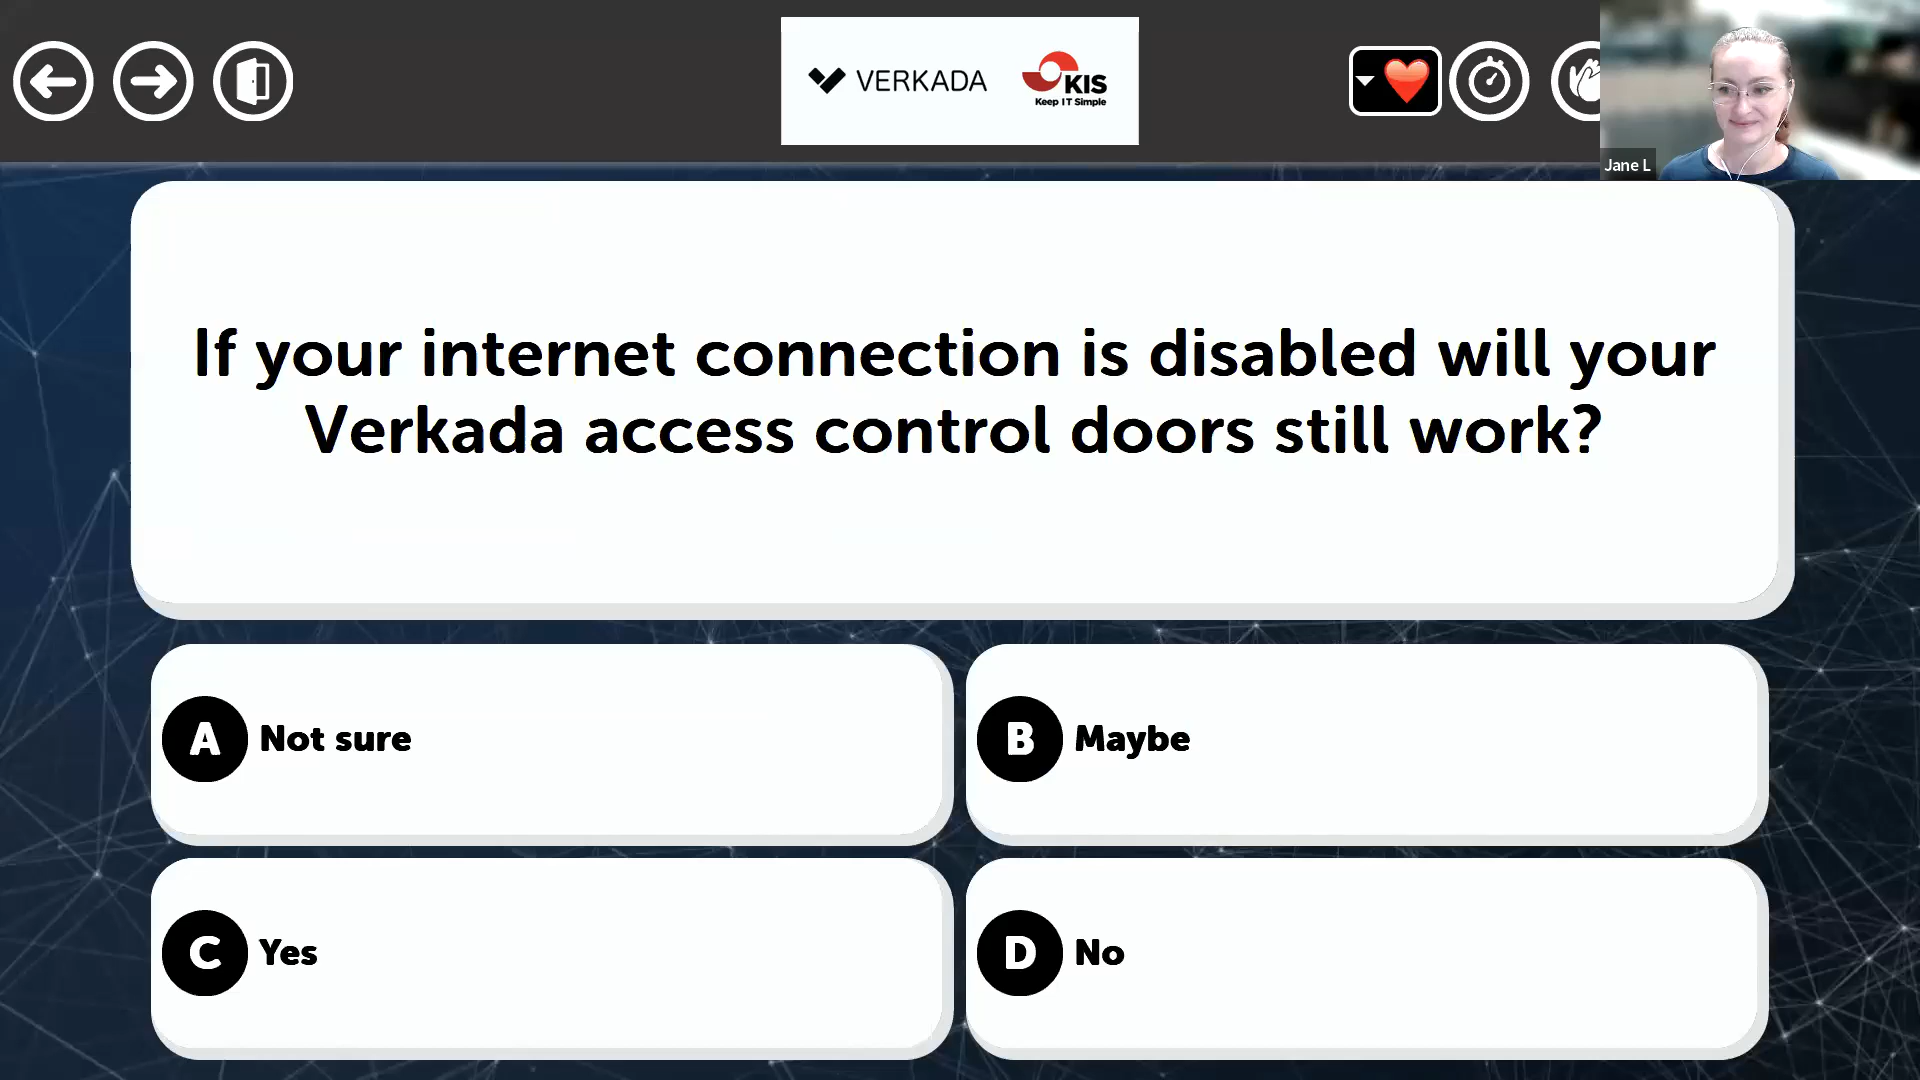 VERKADA
KIS
Keep IT Simple
Jane L
If your internet connection is disabled will your
Verkada access control doors still work?
A Not sure
B Maybe
C Yes
D No